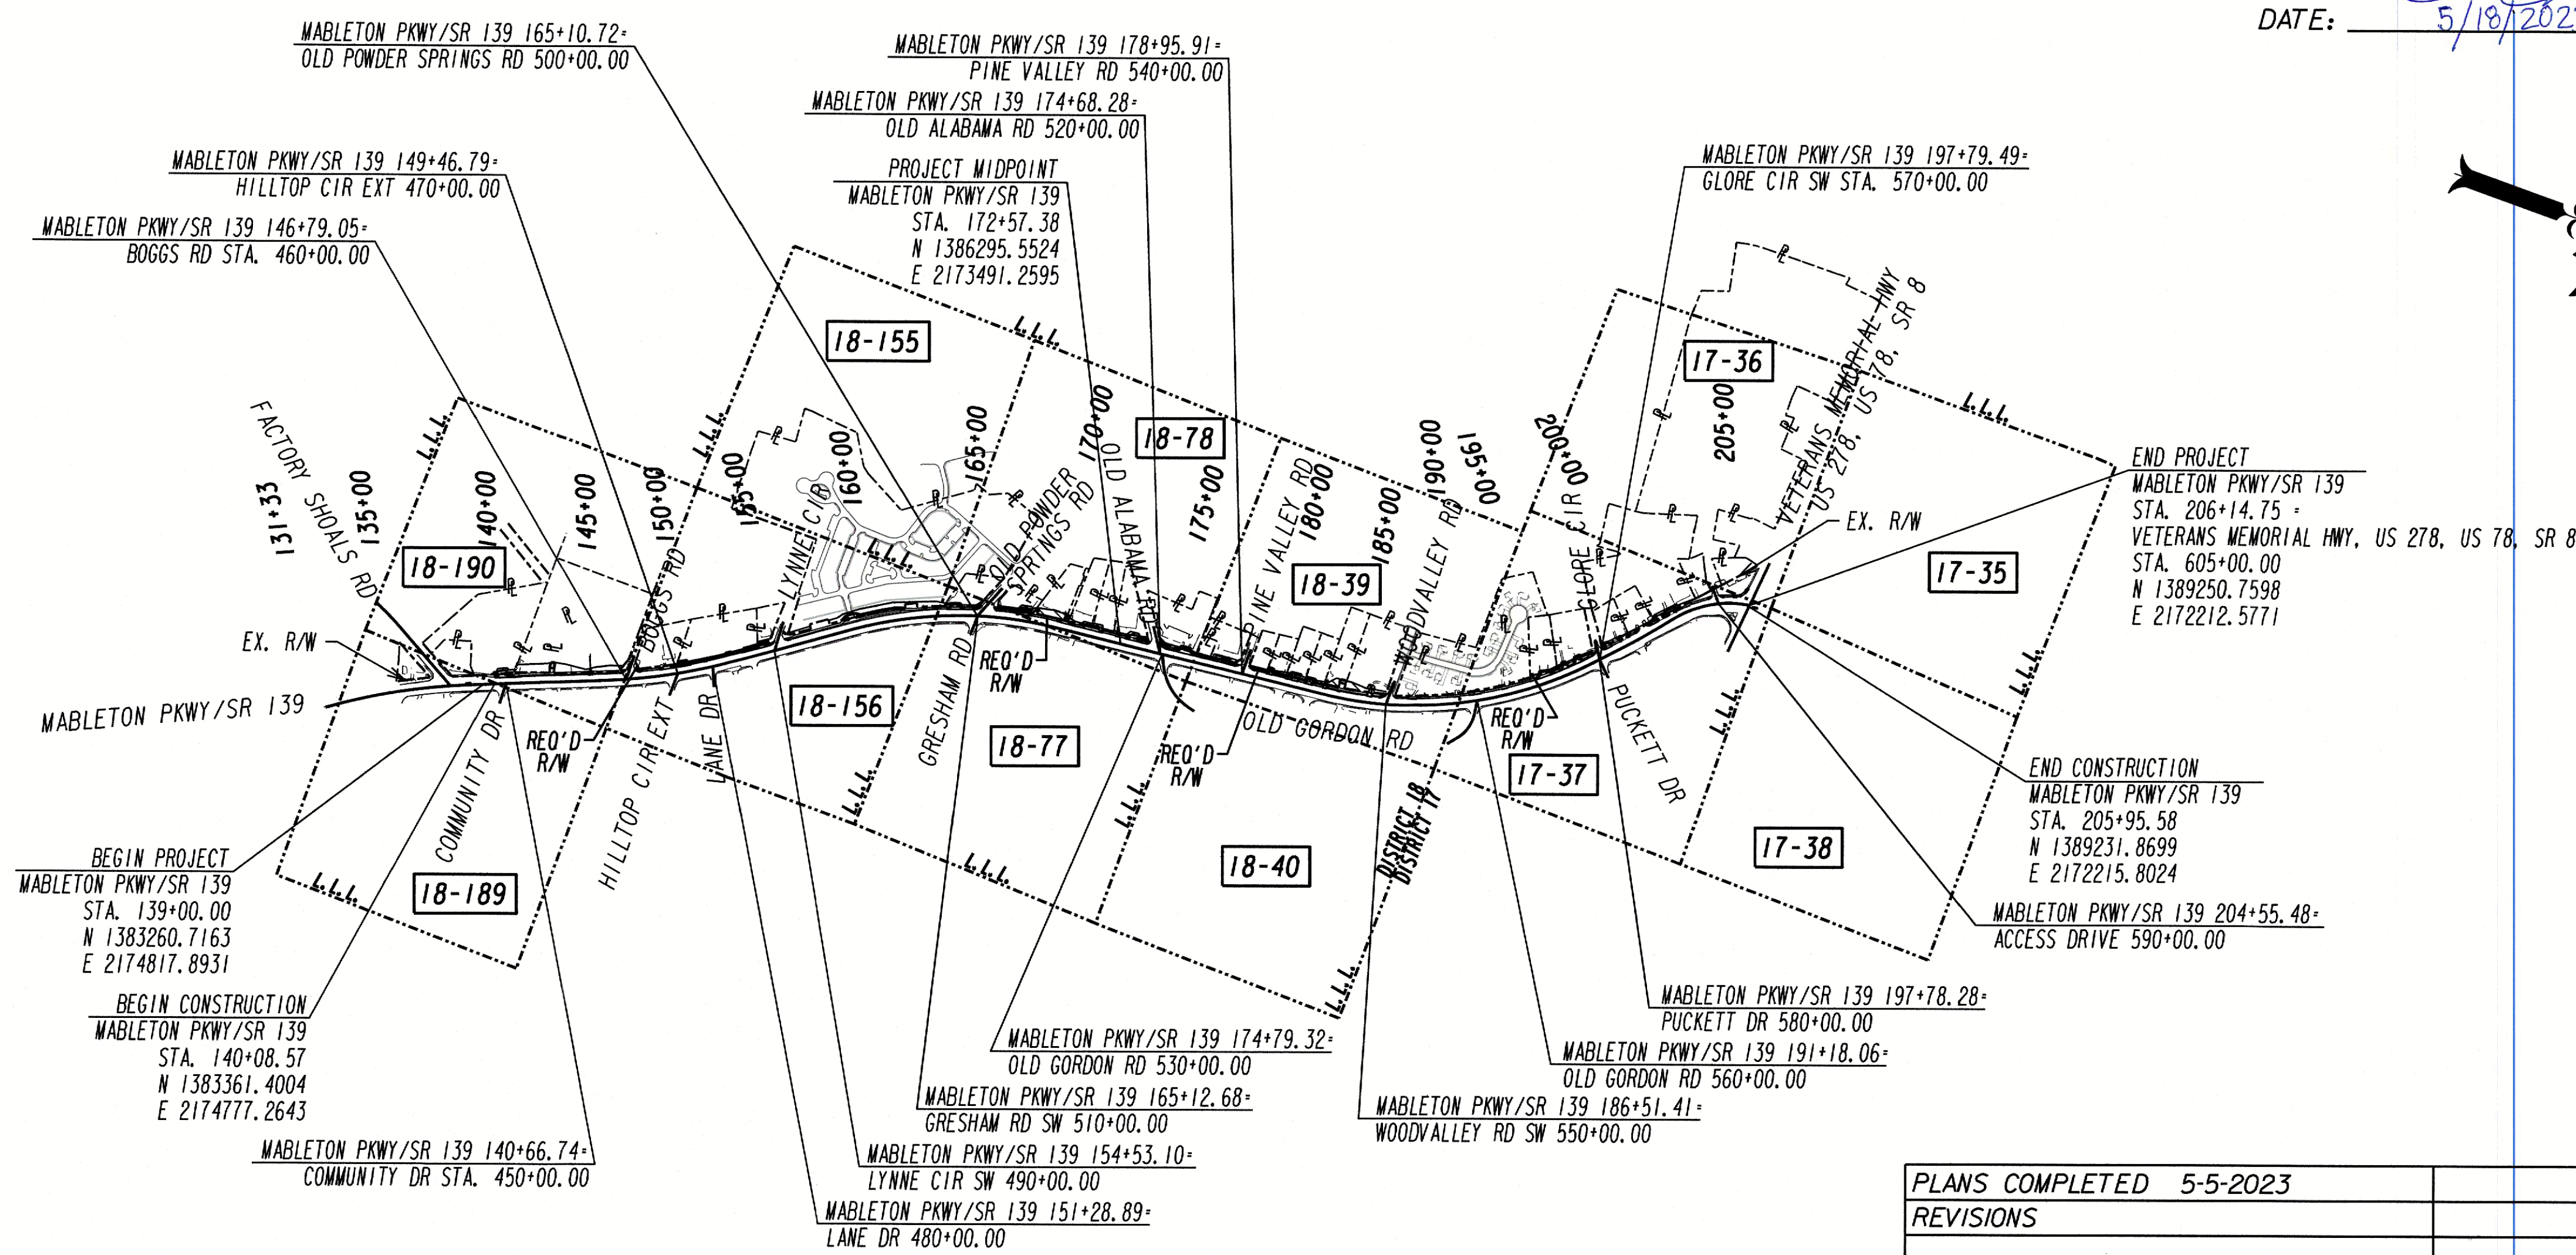 DATE: 5/18/202
MABLETON PKWY/SR 139 165+10.72=
OLD POWDER SPRINGS RD 500+00.00
MABLETON PKWY/SR 139 178+95.91=
PINE VALLEY RD 540+00.00
MABLETON PKWY/SR 139 174+68.28=
OLD ALABAMA RD 520+00.00
PROJECT MIDPOINT
MABLETON PKWY/SR 139
STA. 172+57.38
N 1386295.5524
E 2173491.2595
MABLETON PKWY/SR 139 149+46.79=
HILLTOP CIR EXT 470+00.00
MABLETON PKWY/SR 139 146+79.05=
BOGGS RD STA. 460+00.00
MABLETON PKWY/SR 139 197+79.49=
GLORE CIR SW STA. 570+00.00
18-155
18-78
17-36
18-190
18-39
17-35
18-156
18-77
17-37
18-189
18-40
17-38
L.L.L.
L.L.L.
L.L.L.
L.L.L.
L.L.L.
L.L.L.
L.L.L.
L.L.L.
L.L.L.
L.L.L.
L.L.L.
L.L.L.
L.L.L.
131+33
135+00
140+00
145+00
150+00
155+00
160+00
165+00
170+00
175+00
180+00
185+00
190+00
195+00
200+00
205+00
FACTORY SHOALS RD
BOGGS RD
LYNNE CIR
OLD POWDER
SPRINGS RD
OLD ALABAMA RD
PINE VALLEY RD
WOODVALLEY RD
GLORE CIR
VETERANS MEMORIAL HWY
US 278, US 78, SR 8
EX. R/W
EX. R/W
MABLETON PKWY/SR 139
COMMUNITY DR
HILLTOP CIR EXT
LANE DR
GRESHAM RD
OLD GORDON RD
PUCKETT DR
REQ'D
R/W
REQ'D
R/W
REQ'D
R/W
REQ'D
R/W
DISTRICT 18
DISTRICT 17
END PROJECT
MABLETON PKWY/SR 139
STA. 206+14.75 =
VETERANS MEMORIAL HWY, US 278, US 78, SR 8
STA. 605+00.00
N 1389250.7598
E 2172212.5771
END CONSTRUCTION
MABLETON PKWY/SR 139
STA. 205+95.58
N 1389231.8699
E 2172215.8024
MABLETON PKWY/SR 139 204+55.48=
ACCESS DRIVE 590+00.00
BEGIN PROJECT
MABLETON PKWY/SR 139
STA. 139+00.00
N 1383260.7163
E 2174817.8931
BEGIN CONSTRUCTION
MABLETON PKWY/SR 139
STA. 140+08.57
N 1383361.4004
E 2174777.2643
MABLETON PKWY/SR 139 140+66.74=
COMMUNITY DR STA. 450+00.00
MABLETON PKWY/SR 139 197+78.28=
PUCKETT DR 580+00.00
MABLETON PKWY/SR 139 191+18.06=
OLD GORDON RD 560+00.00
MABLETON PKWY/SR 139 186+51.41=
WOODVALLEY RD SW 550+00.00
MABLETON PKWY/SR 139 174+79.32=
OLD GORDON RD 530+00.00
MABLETON PKWY/SR 139 165+12.68=
GRESHAM RD SW 510+00.00
MABLETON PKWY/SR 139 154+53.10=
LYNNE CIR SW 490+00.00
MABLETON PKWY/SR 139 151+28.89=
LANE DR 480+00.00
PLANS COMPLETED 5-5-2023
REVISIONS